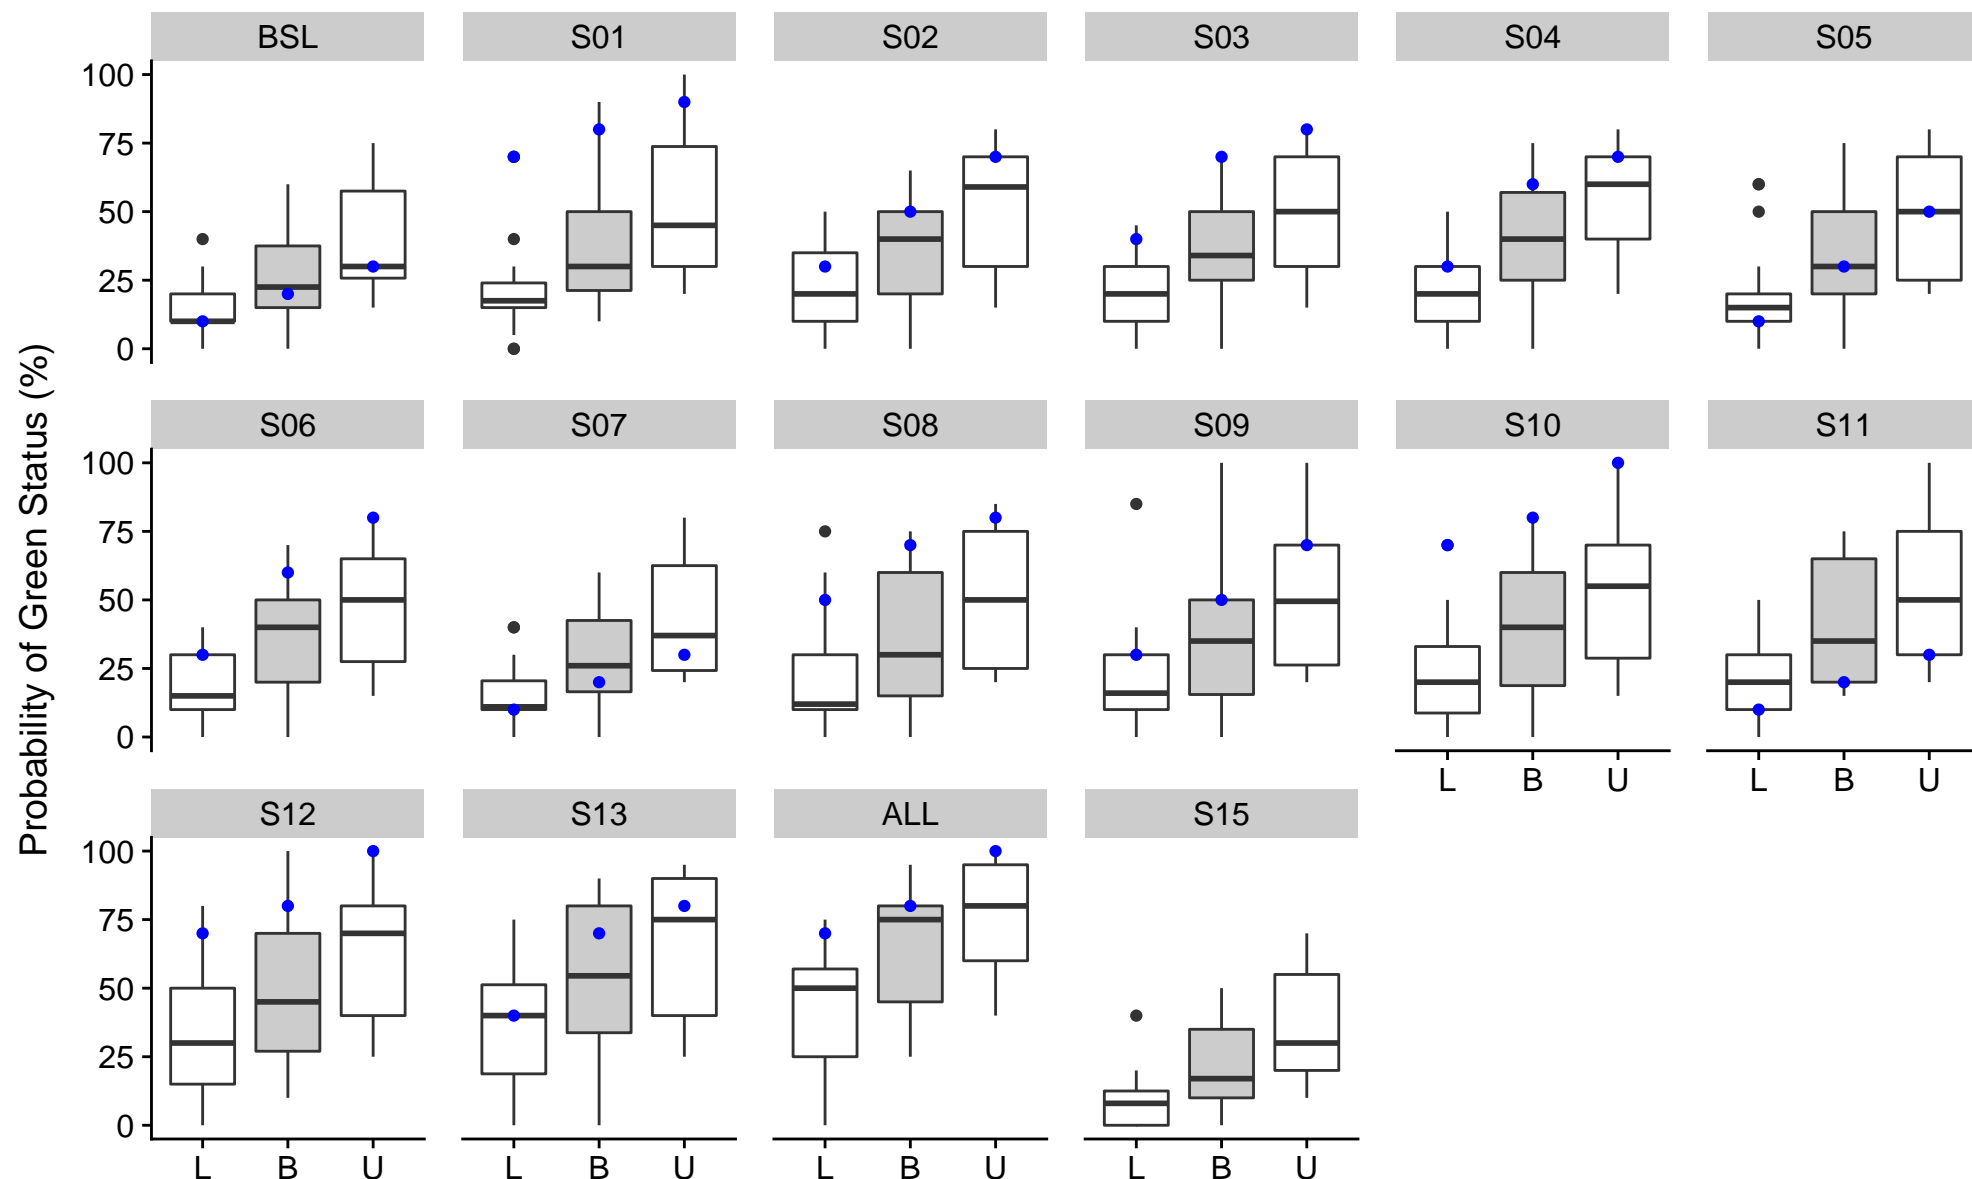 BSL S01 S02 S03 S04 S05
100
75
50
25
0
S06 S07 S08 S09 S10 S11
100
75
50
25
0
L B U L B U
S12 S13 ALL S15
100
75
50
25
0
L B U L B U L B U L B U
Probability of Green Status (%)